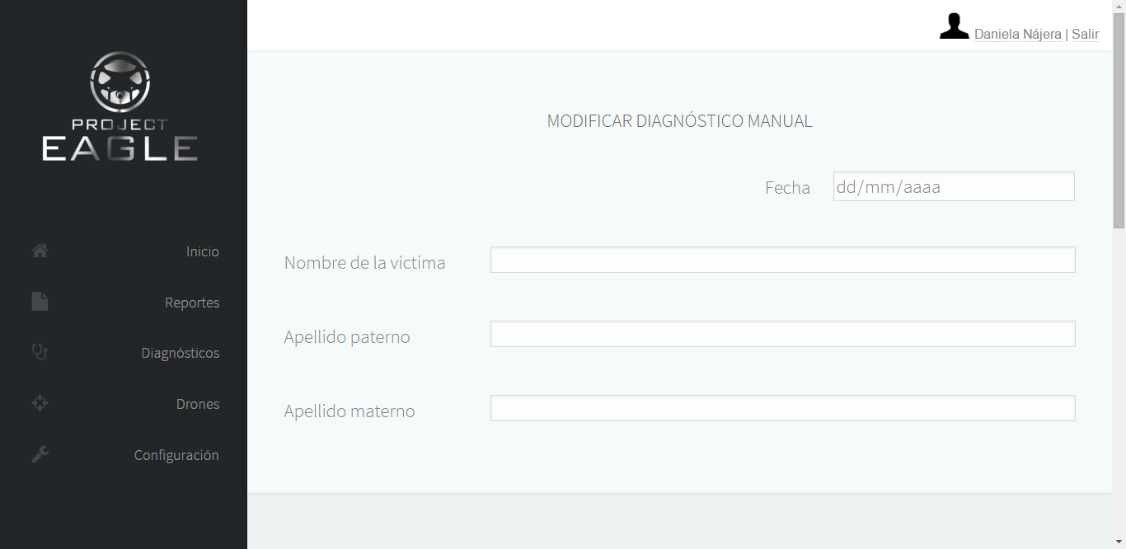 PROJECT
EAGLE
Inicio
Reportes
Diagnósticos
Drones
Configuración
Daniela Nájera | Salir
MODIFICAR DIAGNÓSTICO MANUAL
Fecha dd/mm/aaaa
Nombre de la víctima
Apellido paterno
Apellido materno